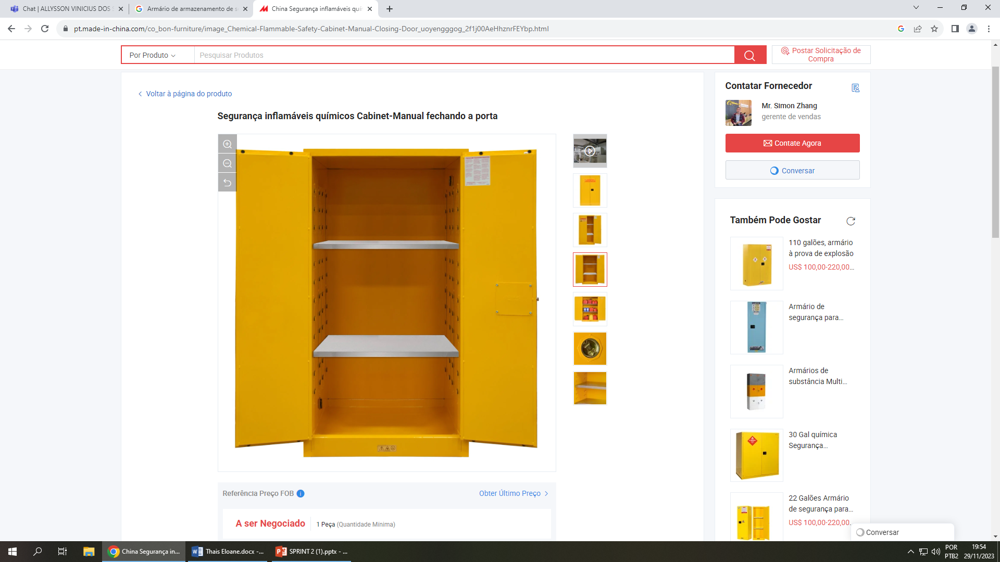 Chat | ALLYSSON VINICIUS DOS S
Armário de armazenamento de s
China Segurança inflamáveis quí
pt.made-in-china.com/co_bon-furniture/image_Chemical-Flammable-Safety-Cabinet-Manual-Closing-Door_uoyengggog_2f1j00AeHhznrFEYbp.html
Por Produto
Pesquisar Produtos
Postar Solicitação de
Compra
Voltar à página do produto
Segurança inflamáveis químicos Cabinet-Manual fechando a porta
Contatar Fornecedor
Mr. Simon Zhang
gerente de vendas
Contate Agora
Conversar
Também Pode Gostar
110 galões, armário
à prova de explosão
US$ 100,00-220,00...
Armário de
segurança para...
Armários de
substância Multi...
30 Gal química
Segurança...
22 Galões Armário
de segurança para...
US$ 100,00-220,00.
Referência Preço FOB
Obter Último Preço
A ser Negociado
1 Peça (Quantidade Mínima)
Conversar
China Segurança in...
Thais Eloane.docx -...
SPRINT 2 (1).pptx - ...
POR
PTB2
19:54
29/11/2023